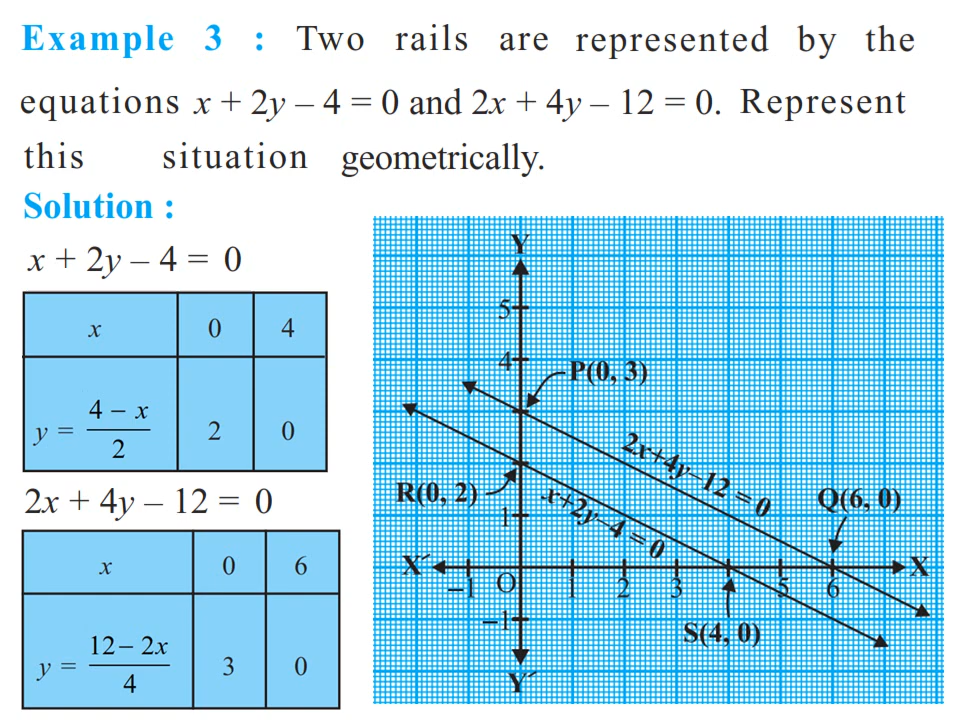 Example 3 : Two rails are represented by the
equations x + 2y – 4 = 0 and 2x + 4y – 12 = 0. Represent
this situation geometrically.
Solution :
x + 2y – 4 = 0
x 0 4
y = (4 – x)/2 2 0
2x + 4y – 12 = 0
x 0 6
y = (12 – 2x)/4 3 0
Y
5
4
P(0, 3)
2x+4y–12 = 0
R(0, 2)
x+2y–4 = 0
Q(6, 0)
1
X´ X
–1 O 1 2 3 5 6
–1
S(4, 0)
Y´